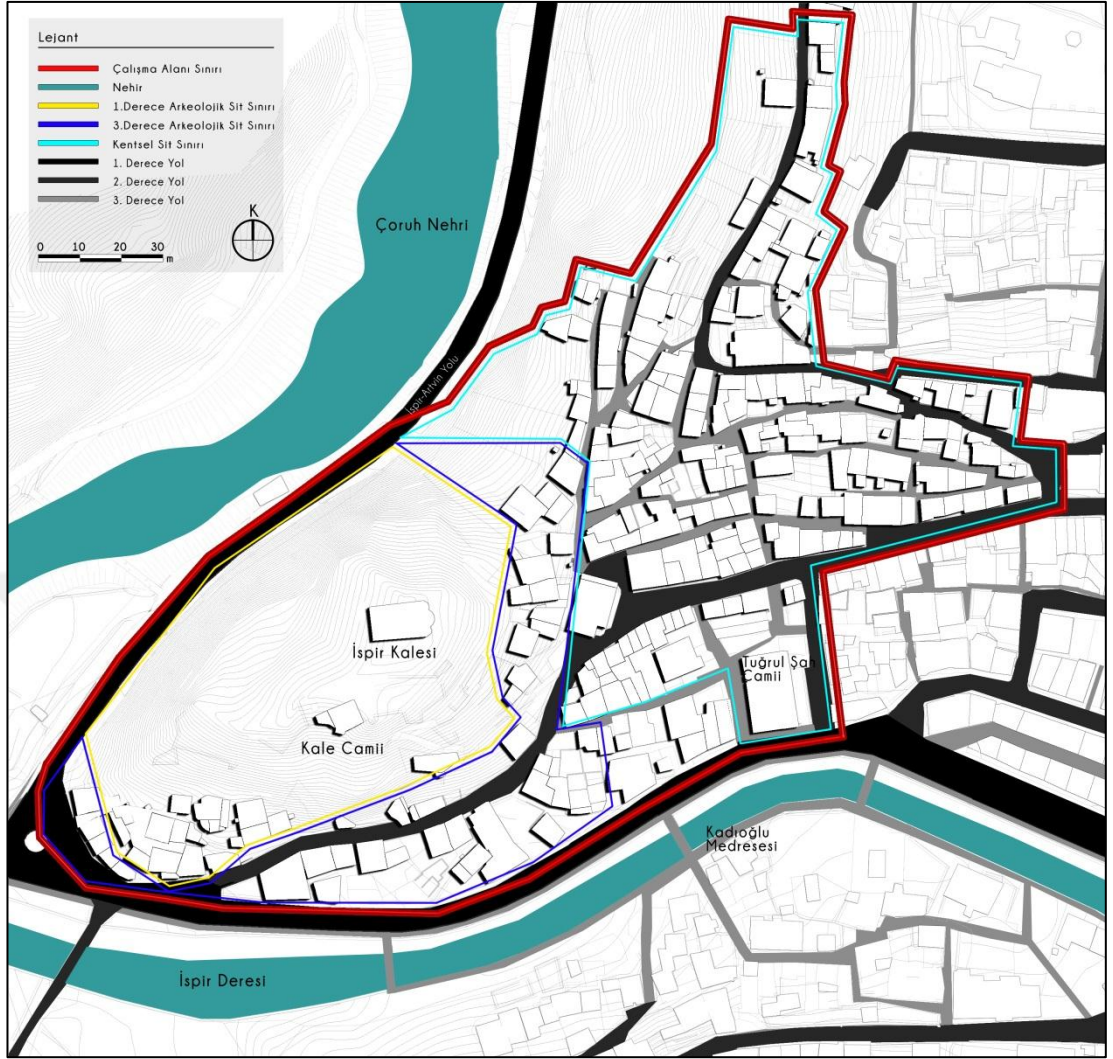 Lejant
Çalışma Alanı Sınırı
Nehir
1.Derece Arkeolojik Sit Sınırı
3.Derece Arkeolojik Sit Sınırı
Kentsel Sit Sınırı
1. Derece Yol
2. Derece Yol
3. Derece Yol
K
0 10 20 30
m
Çoruh Nehri
İspir-Artvin Yolu
İspir Kalesi
Kale Camii
Tuğrul Şah
Camii
Kadıoğlu
Medresesi
İspir Deresi